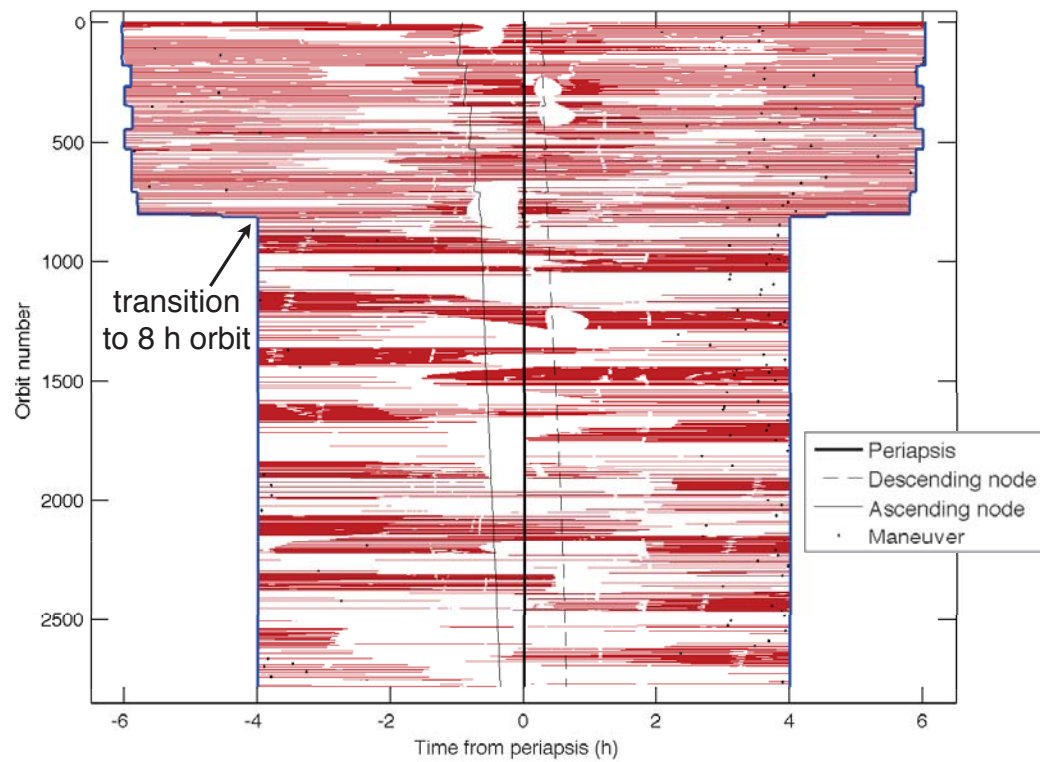 0
500
1000
1500
2000
2500
Orbit number
transition
to 8 h orbit
Periapsis
Descending node
Ascending node
Maneuver
-6
-4
-2
0
2
4
6
Time from periapsis (h)